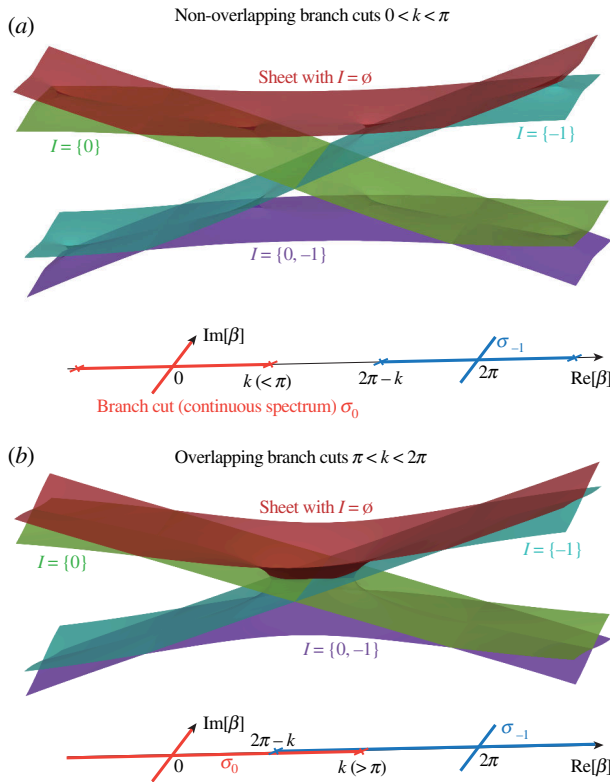 (a)
Non-overlapping branch cuts 0 < k < π
Sheet with I = ø
I = {0}
I = {–1}
I = {0, –1}
Im[β]
σ–1
0
k (< π)
2π – k
2π
Re[β]
Branch cut (continuous spectrum) σ0
(b)
Overlapping branch cuts π < k < 2π
Sheet with I = ø
I = {0}
I = {–1}
I = {0, –1}
Im[β]
2π – k
σ–1
0
σ0
k (> π)
2π
Re[β]